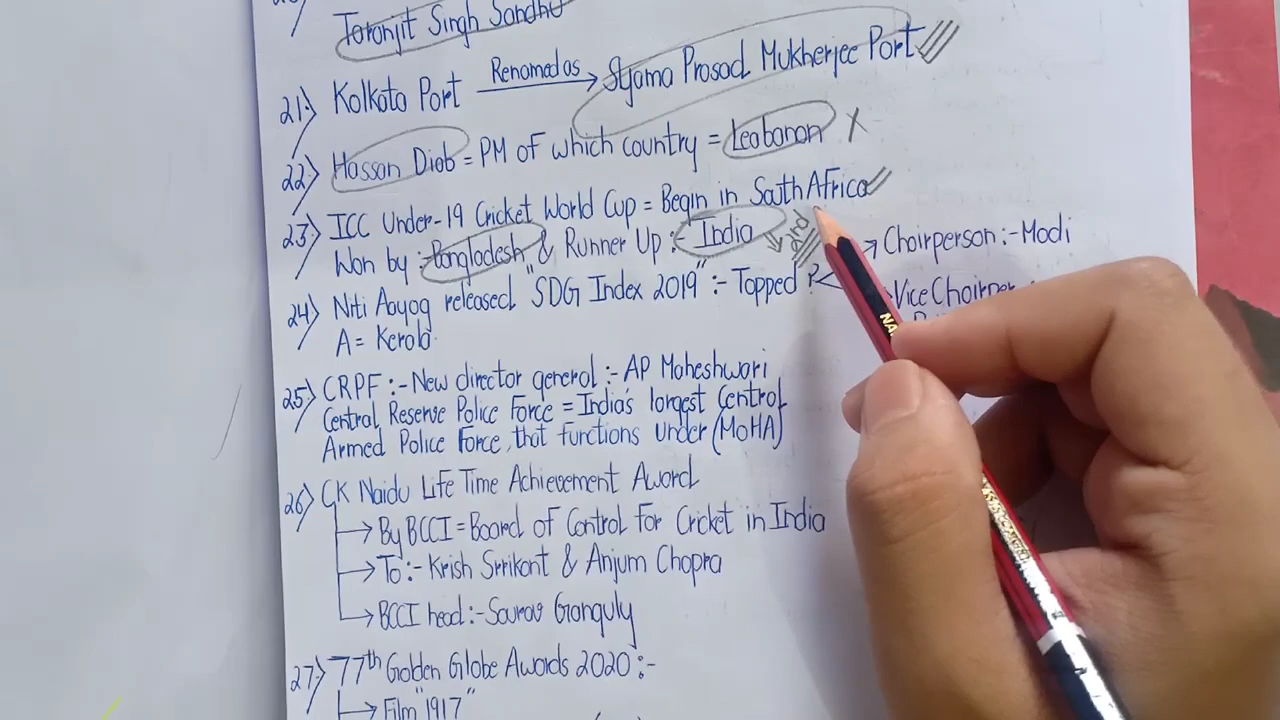 Taranjit Singh Sandhu
21) Kolkata Port Renamed as → Syama Prasad Mukherjee Port
22) Hassan Diab = PM of which country = Leabanon X
23) ICC Under-19 Cricket World Cup = Begin in South Africa
Won by :- Bangladesh & Runner Up : India
2nd
24) Niti Aayog released "SDG Index 2019" :- Topped
A = Kerala
Chairperson :- Modi
Vice
25) CRPF :- New director general :- AP Maheshwari
Central Reserve Police Force = India's largest Central
Armed Police Force, that functions under (MoHA)
26) CK Naidu Life Time Achievement Award
→ By BCCI = Board of Control for Cricket in India
→ To :- Krish Srrikant & Anjum Chopra
→ BCCI head :- Sourav Ganguly
27) 77th Golden Globe Awards 2020 :-
→ Film "1917"